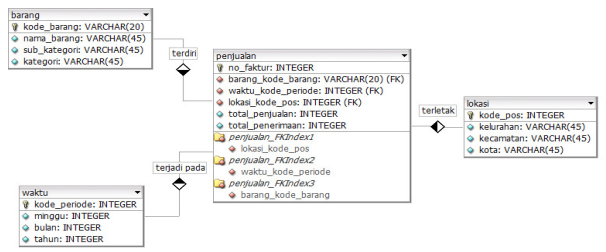 barang
kode_barang: VARCHAR(20)
nama_barang: VARCHAR(45)
sub_kategori: VARCHAR(45)
kategori: VARCHAR(45)
terdiri
penjualan
no_faktur: INTEGER
barang_kode_barang: VARCHAR(20) (FK)
waktu_kode_periode: INTEGER (FK)
lokasi_kode_pos: INTEGER (FK)
total_penjualan: INTEGER
total_penerimaan: INTEGER
penjualan_FKIndex1
lokasi_kode_pos
penjualan_FKIndex2
waktu_kode_periode
penjualan_FKIndex3
barang_kode_barang
terletak
lokasi
kode_pos: INTEGER
kelurahan: VARCHAR(45)
kecamatan: VARCHAR(45)
kota: VARCHAR(45)
terjadi pada
waktu
kode_periode: INTEGER
minggu: INTEGER
bulan: INTEGER
tahun: INTEGER